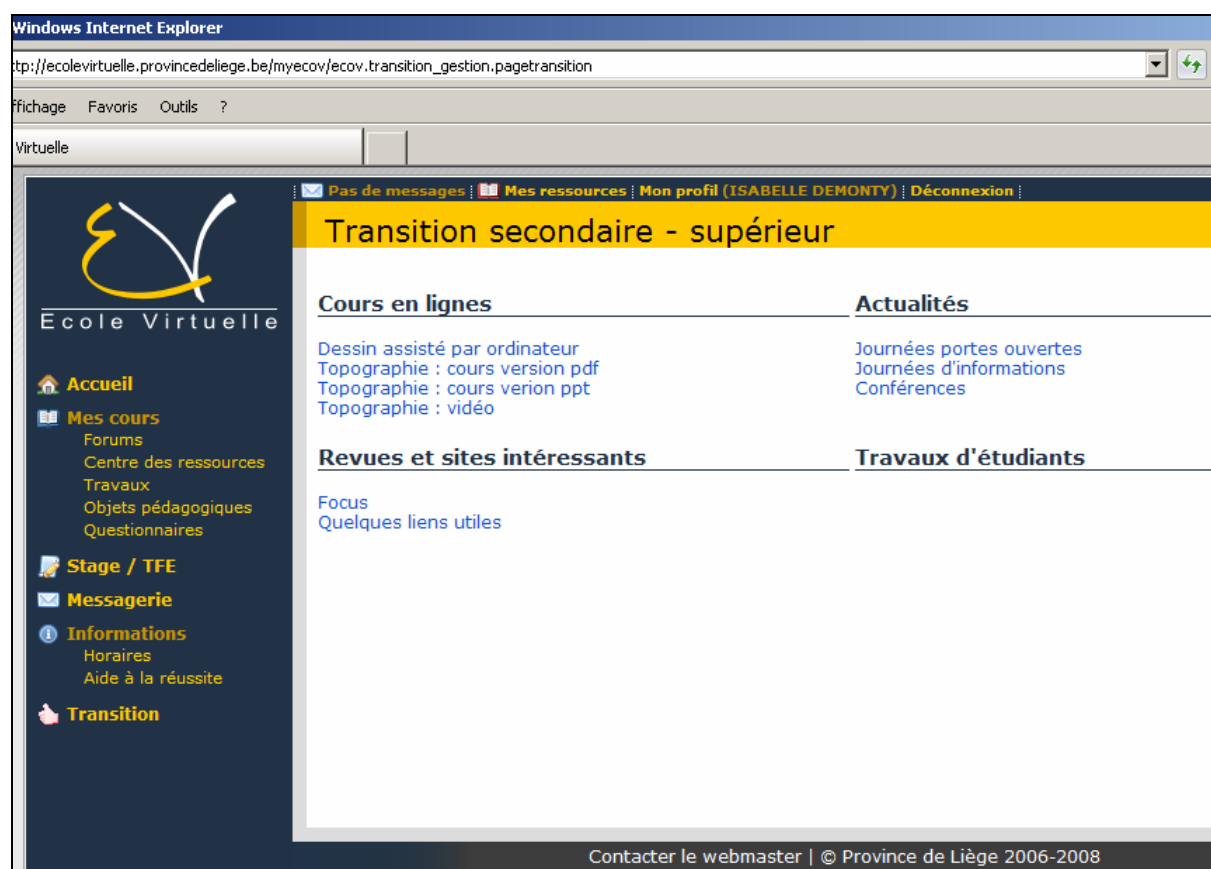 Windows Internet Explorer
ttp://ecolevirtuelle.provincedeliege.be/myecov/ecov.transition_gestion.pagetransition
ffichage Favoris Outils ?
Virtuelle
Pas de messages Mes ressources Mon profil (ISABELLE DEMONTY) Déconnexion
Transition secondaire - supérieur
Ecole Virtuelle
Accueil
Mes cours
Forums
Centre des ressources
Travaux
Objets pédagogiques
Questionnaires
Stage / TFE
Messagerie
Informations
Horaires
Aide à la réussite
Transition
Cours en lignes
Dessin assisté par ordinateur
Topographie : cours version pdf
Topographie : cours verion ppt
Topographie : vidéo
Actualités
Journées portes ouvertes
Journées d'informations
Conférences
Revues et sites intéressants
Focus
Quelques liens utiles
Travaux d'étudiants
Contacter le webmaster | © Province de Liège 2006-2008